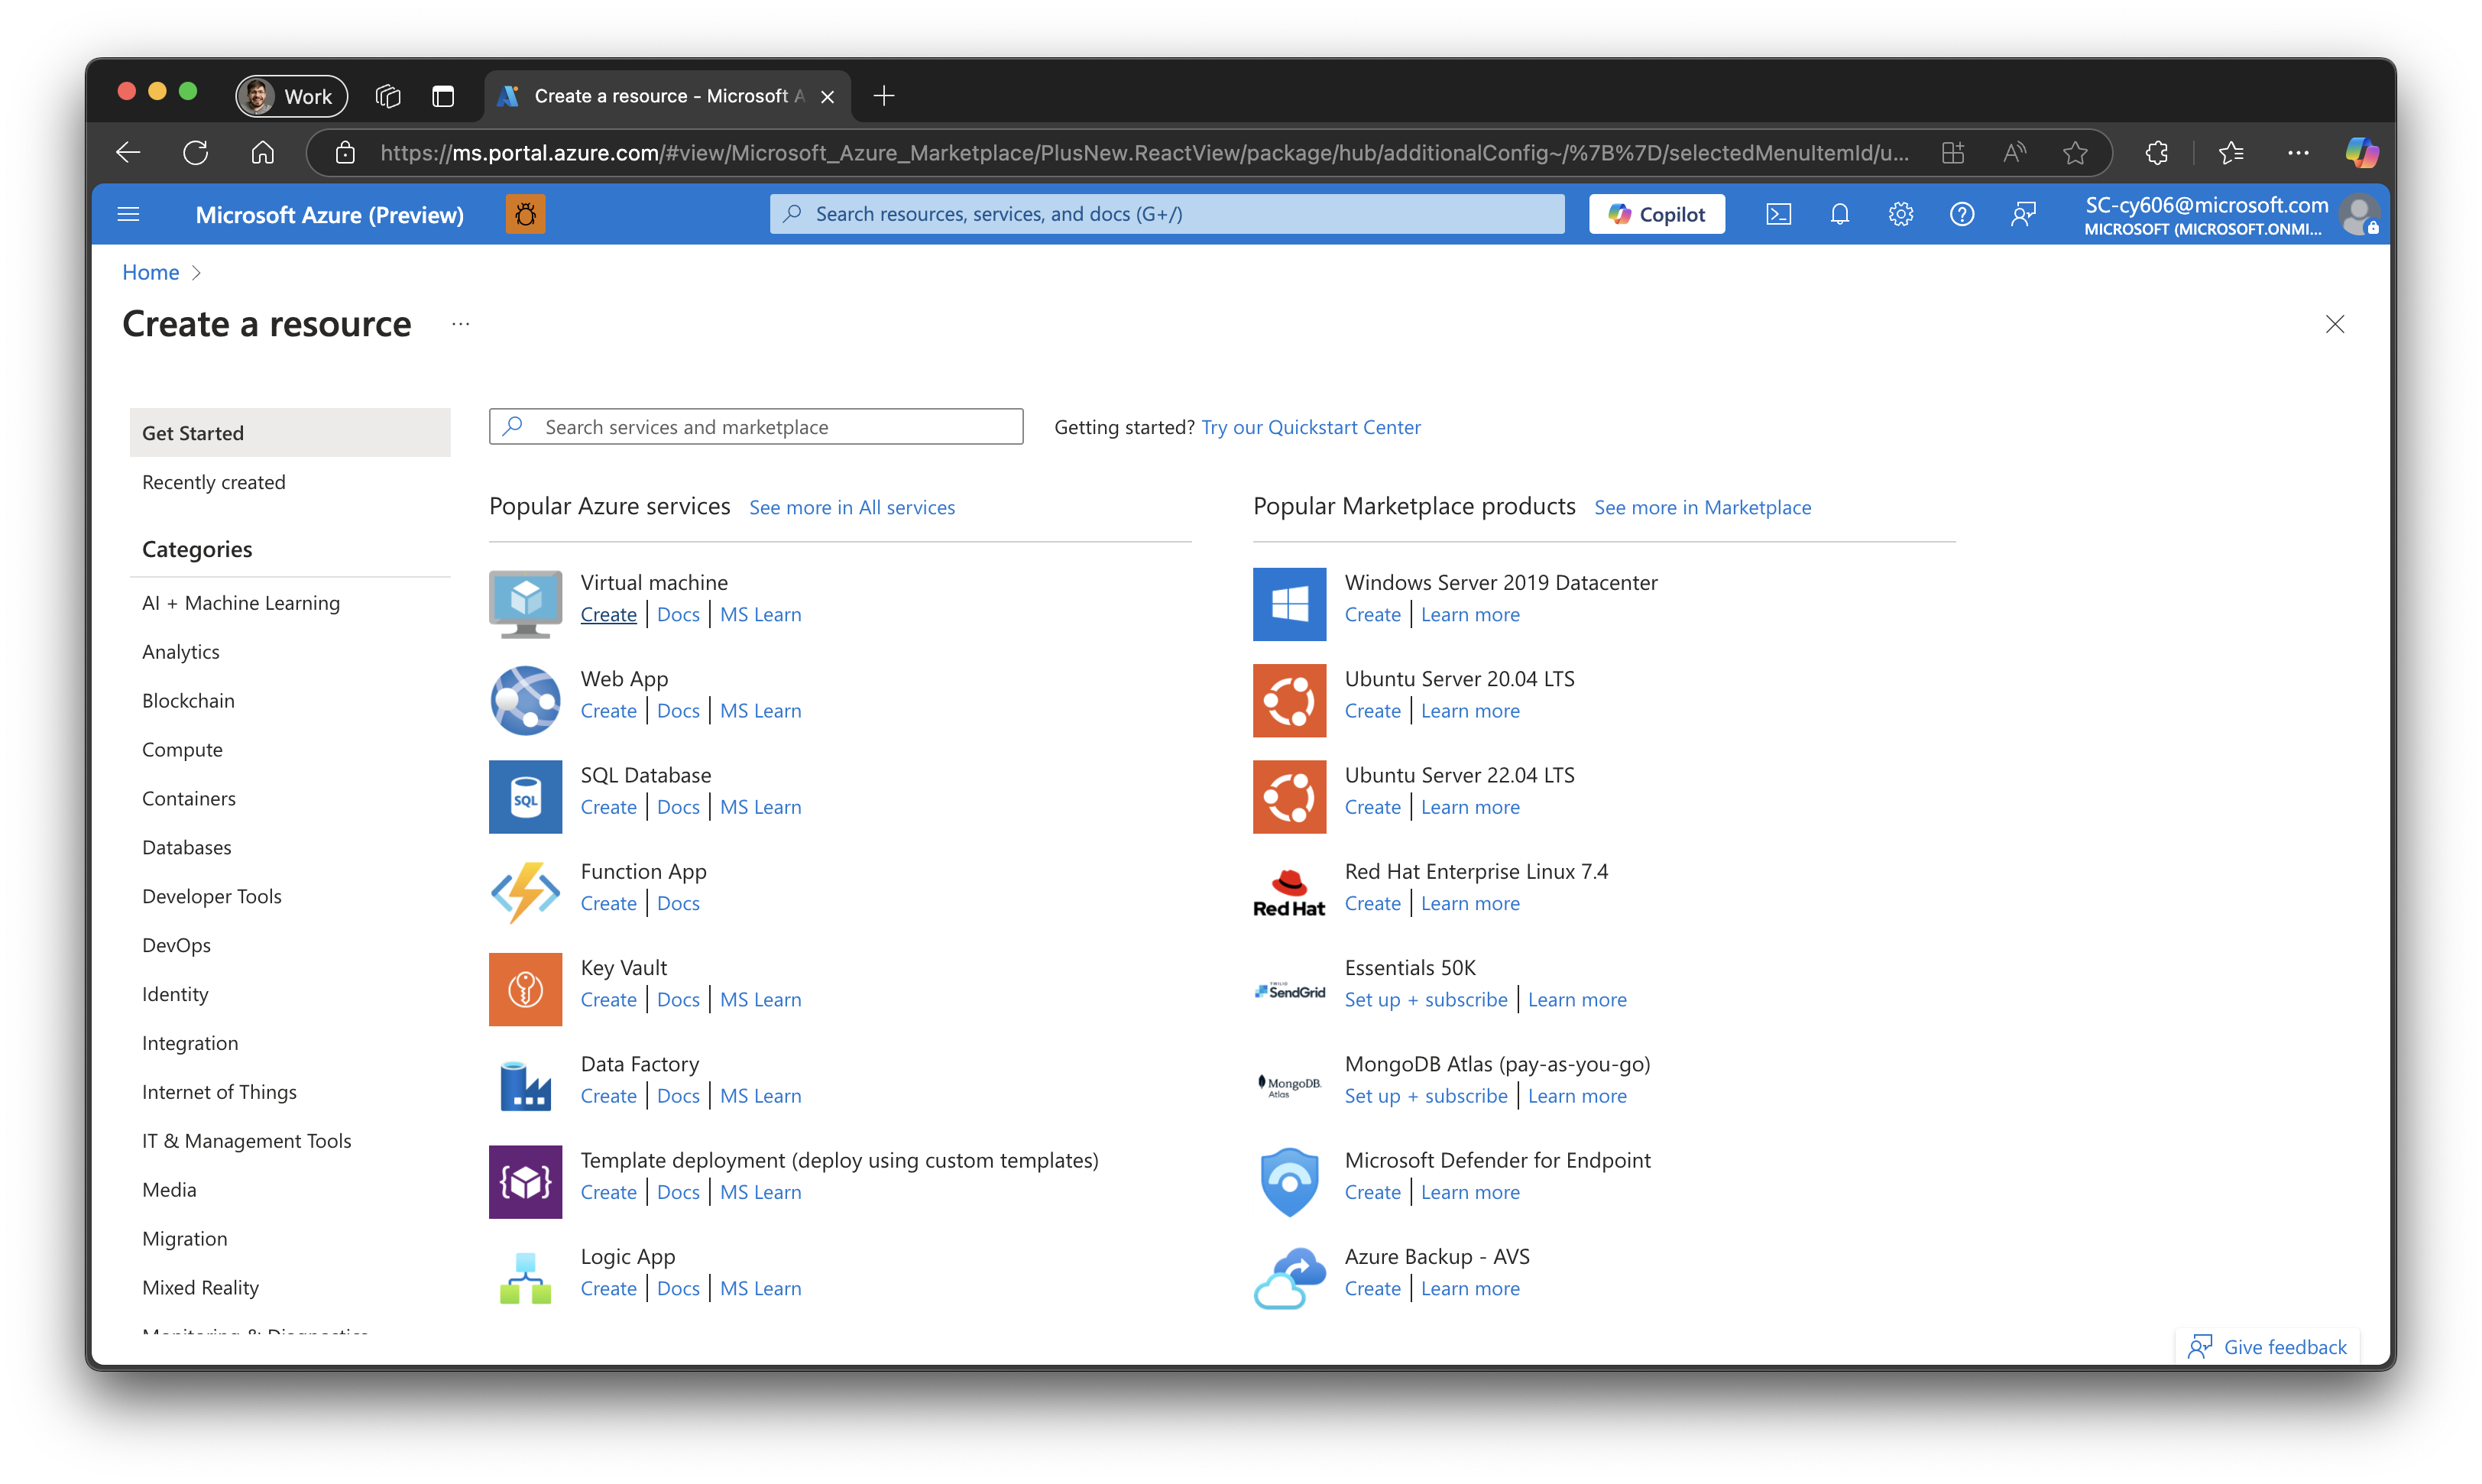 Work
Create a resource - Microsoft A
https://ms.portal.azure.com/#view/Microsoft_Azure_Marketplace/PlusNew.ReactView/package/hub/additionalConfig~/%7B%7D/selectedMenuItemId/u...
Microsoft Azure (Preview)
Search resources, services, and docs (G+/)
Copilot
SC-cy606@microsoft.com
MICROSOFT (MICROSOFT.ONMI...
Home
Create a resource
...
Get Started
Recently created
Categories
AI + Machine Learning
Analytics
Blockchain
Compute
Containers
Databases
Developer Tools
DevOps
Identity
Integration
Internet of Things
IT & Management Tools
Media
Migration
Mixed Reality
Monitoring & Diagnostics
Search services and marketplace
Getting started? Try our Quickstart Center
Popular Azure services See more in All services
Virtual machine
Create | Docs | MS Learn
Web App
Create | Docs | MS Learn
SQL
SQL Database
Create | Docs | MS Learn
Function App
Create | Docs
Key Vault
Create | Docs | MS Learn
Data Factory
Create | Docs | MS Learn
Template deployment (deploy using custom templates)
Create | Docs | MS Learn
Logic App
Create | Docs | MS Learn
Popular Marketplace products See more in Marketplace
Windows Server 2019 Datacenter
Create | Learn more
Ubuntu Server 20.04 LTS
Create | Learn more
Ubuntu Server 22.04 LTS
Create | Learn more
Red Hat
Red Hat Enterprise Linux 7.4
Create | Learn more
TWILIO
SendGrid
Essentials 50K
Set up + subscribe | Learn more
MongoDB.
Atlas
MongoDB Atlas (pay-as-you-go)
Set up + subscribe | Learn more
Microsoft Defender for Endpoint
Create | Learn more
Azure Backup - AVS
Create | Learn more
Give feedback